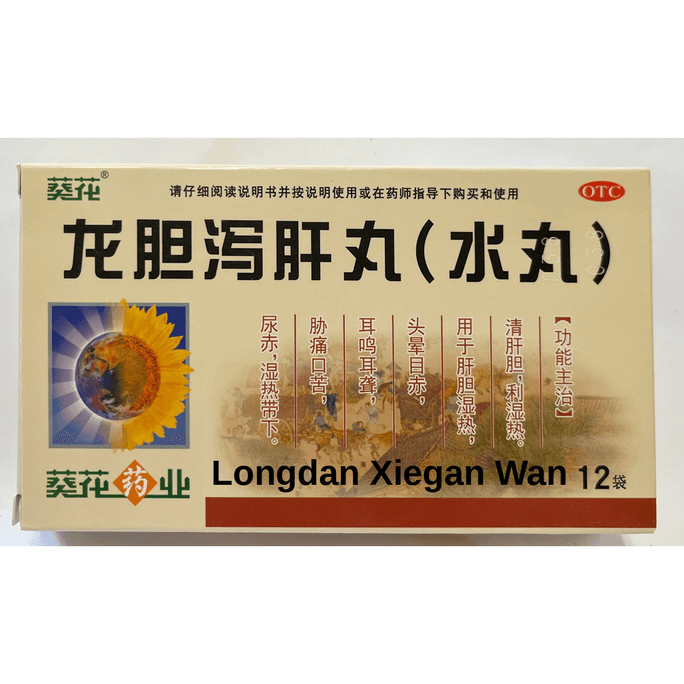 葵花®
请仔细阅读说明书并按说明使用或在药师指导下购买和使用
OTC
龙胆泻肝丸(水丸)
【功能主治】
清肝胆,利湿热。
用于肝胆湿热,
头晕目赤,
耳鸣耳聋,
胁痛口苦,
尿赤,湿热带下。
葵花药业
Longdan Xiegan Wan
12袋